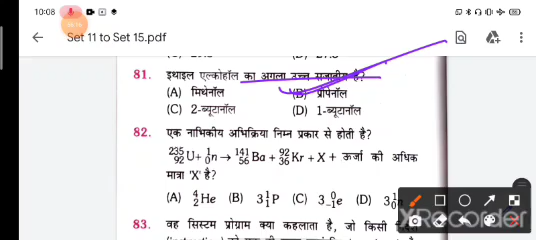 10:08
Set 11 to Set 15.pdf
81. इथाइल एल्कोहॉल का अगला उच्च सजातीय है?
(A) मिथेनॉल (B) प्रोपेनॉल
(C) 2-ब्यूटानॉल (D) 1-ब्यूटानॉल
82. एक नाभिकीय अभिक्रिया निम्न प्रकार से होती है?
²³⁵₉₂U + ¹₀n → ¹⁴¹₅₆Ba + ⁹²₃₆Kr + X + ऊर्जा की अधिक
मात्रा 'X' है?
(A) ⁴₂He (B) 3¹₁P (C) 3⁰₋₁e (D) 3¹₀
83. वह सिस्टम प्रोग्राम क्या कहलाता है, जो किसी
XRecorder